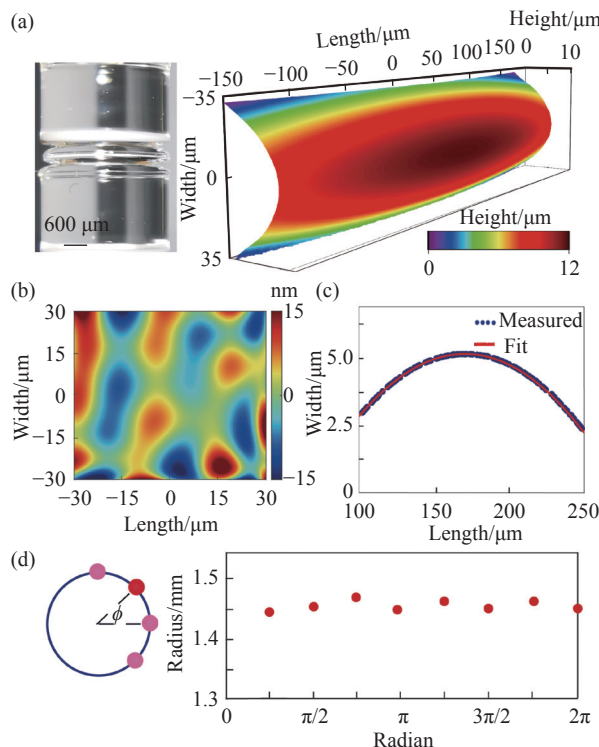 (a)
600 μm
Length/μm
Height/μm
−150
−100
−50
0
50
100
150
0
10
−35
0
35
Width/μm
Height/μm
0
12
(b)
nm
30
15
0
−15
−30
Width/μm
−30
−15
0
15
30
Length/μm
15
0
−15
(c)
Measured
Fit
5.0
2.5
0
Width/μm
100
150
200
250
Length/μm
(d)
ϕ
1.5
1.4
1.3
Radius/mm
0
π/2
π
3π/2
2π
Radian